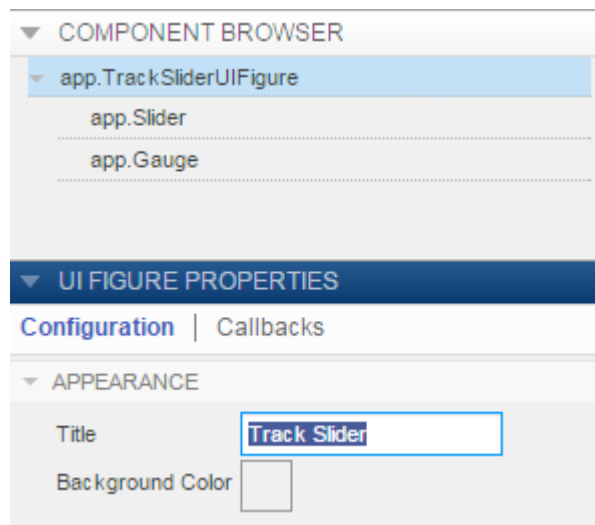 COMPONENT BROWSER
app.TrackSliderUIFigure
app.Slider
app.Gauge
UI FIGURE PROPERTIES
Configuration | Callbacks
APPEARANCE
Title Track Slider
Background Color